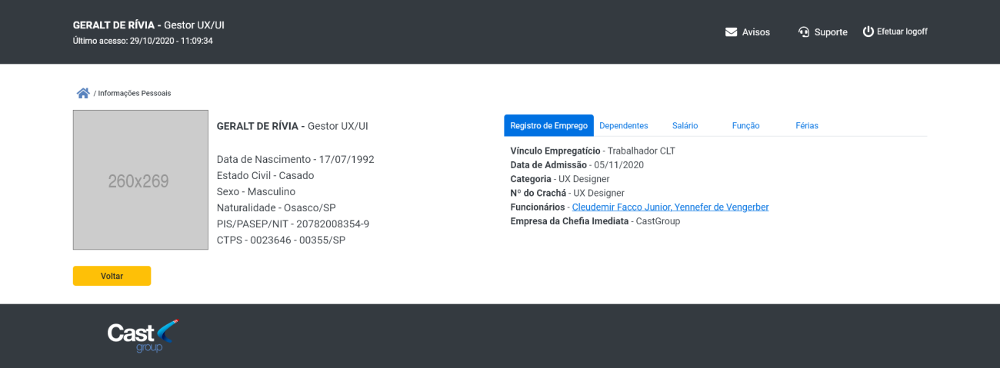 GERALT DE RÍVIA - Gestor UX/UI
Último acesso: 29/10/2020 - 11:09:34
Avisos
Suporte
Efetuar logoff
/ Informações Pessoais
260x269
GERALT DE RÍVIA - Gestor UX/UI
Data de Nascimento - 17/07/1992
Estado Civil - Casado
Sexo - Masculino
Naturalidade - Osasco/SP
PIS/PASEP/NIT - 20782008354-9
CTPS - 0023646 - 00355/SP
Registro de Emprego
Dependentes
Salário
Função
Férias
Vínculo Empregatício - Trabalhador CLT
Data de Admissão - 05/11/2020
Categoria - UX Designer
Nº do Crachá - UX Designer
Funcionários - Cleudemir Facco Junior, Yennefer de Vengerber
Empresa da Chefia Imediata - CastGroup
Voltar
Cast
group